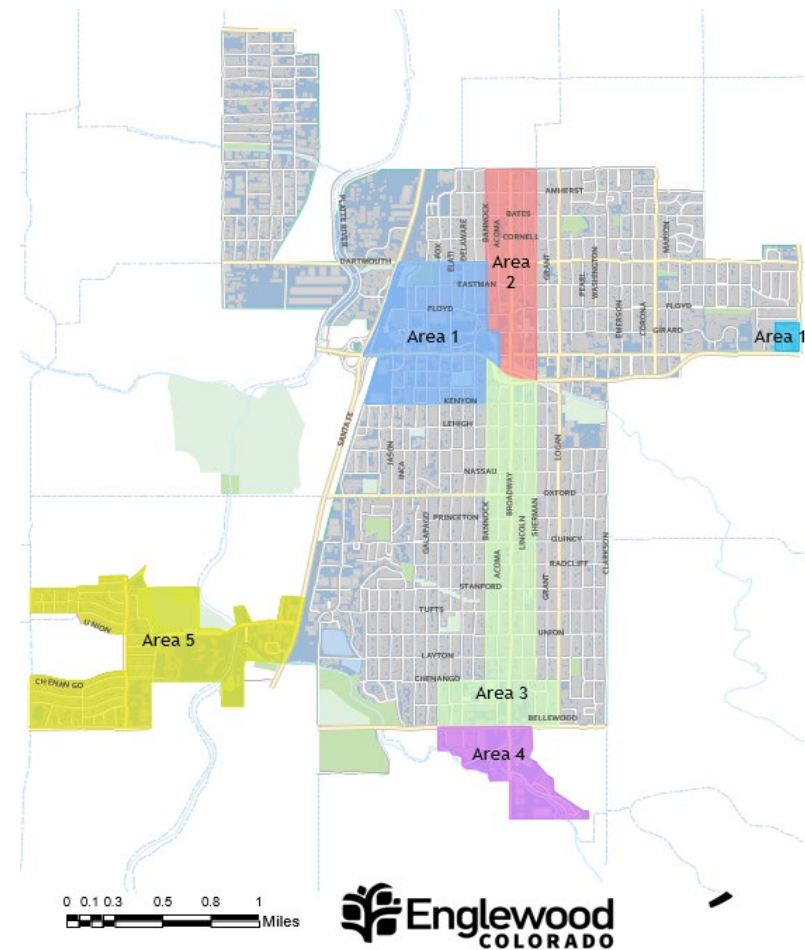 AMHERST
BATES
CORNELL
BANNOCK
ACOMA
DELAWARE
ELATI
FOX
PLATTE RIVER
DARTMOUTH
MARION
GRANT
PEARL
WASHINGTON
Area
2
EASTMAN
FLOYD
FLOYD
EMERSON
CORONA
GIRARD
Area 1
Area 1
KENYON
LEHIGH
SANTA FE
JASON
INCA
LOGAN
NASSAU
OXFORD
BROADWAY
LINCOLN
SHERMAN
BANNOCK
GALAPAGO
PRINCETON
QUINCY
RADCLIFF
CLARKSON
ACOMA
STANFORD
GRANT
TUFTS
UNION
UNION
Area 5
LAYTON
CHENANGO
CHENANGO
Area 3
BELLEWOOD
Area 4
0 0.1 0.3 0.5 0.8 1
Miles
Englewood
COLORADO